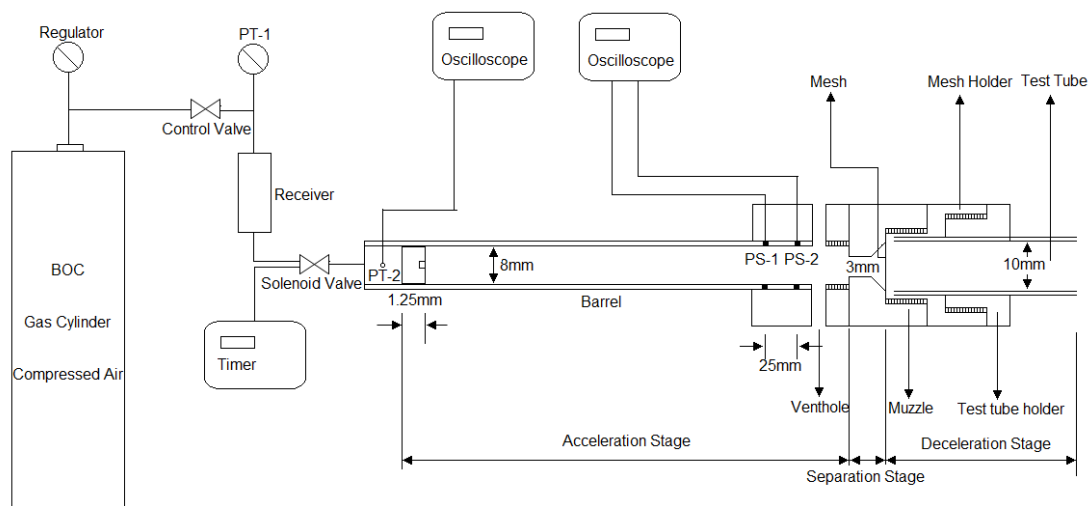 Regulator
PT-1
Oscilloscope
Oscilloscope
Mesh
Mesh Holder
Test Tube
Control Valve
Receiver
BOC
Gas Cylinder
Compressed Air
Solenoid Valve
PT-2
8mm
PS-1
PS-2
3mm
10mm
1.25mm
Barrel
Timer
25mm
Venthole
Muzzle
Test tube holder
Acceleration Stage
Deceleration Stage
Separation Stage